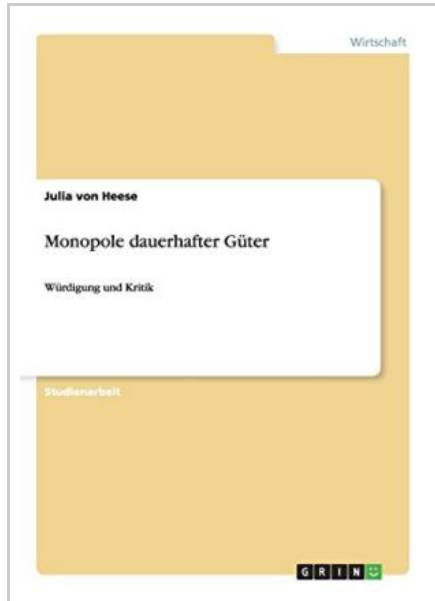 Wirtschaft
Julia von Heese
Monopole dauerhafter Güter
Würdigung und Kritik
Studienarbeit
GRIN